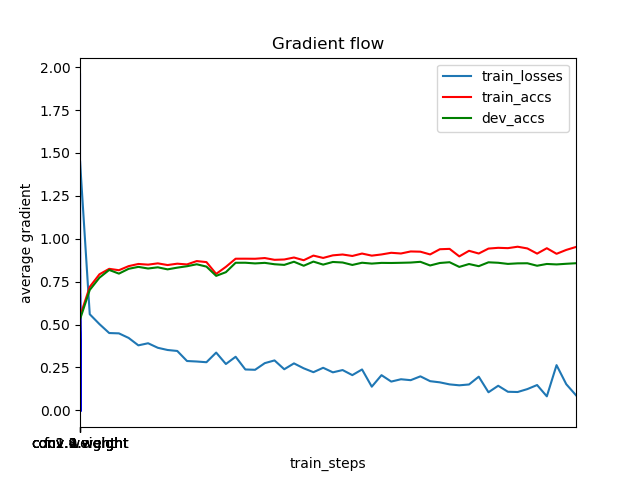 Gradient flow
train_losses
train_accs
dev_accs
2.00
1.75
1.50
1.25
1.00
0.75
0.50
0.25
0.00
average gradient
train_steps